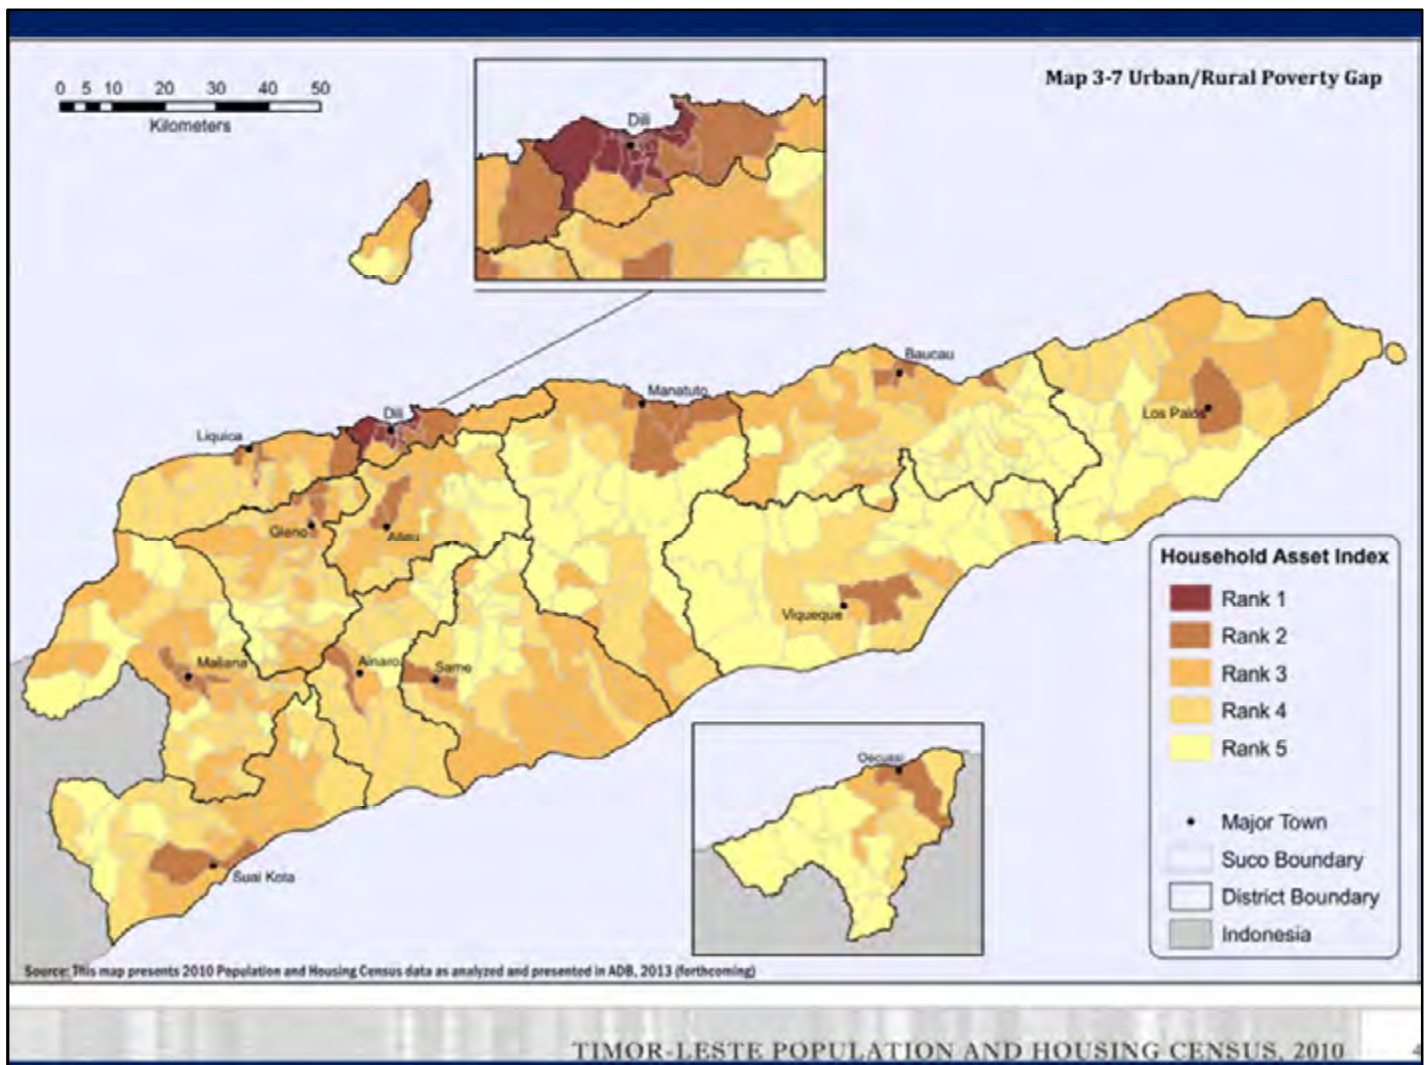 Map 3-7 Urban/Rural Poverty Gap
0 5 10 20 30 40 50
Kilometers
Dili
Baucau
Manatuto
Dili
Los Palos
Liquica
Gleno
Aileu
Viqueque
Maliana
Ainaro
Same
Suai Kota
Oecussi
Household Asset Index
Rank 1
Rank 2
Rank 3
Rank 4
Rank 5
Major Town
Suco Boundary
District Boundary
Indonesia
Source: This map presents 2010 Population and Housing Census data as analyzed and presented in ADB, 2013 (forthcoming)
TIMOR-LESTE POPULATION AND HOUSING CENSUS, 2010